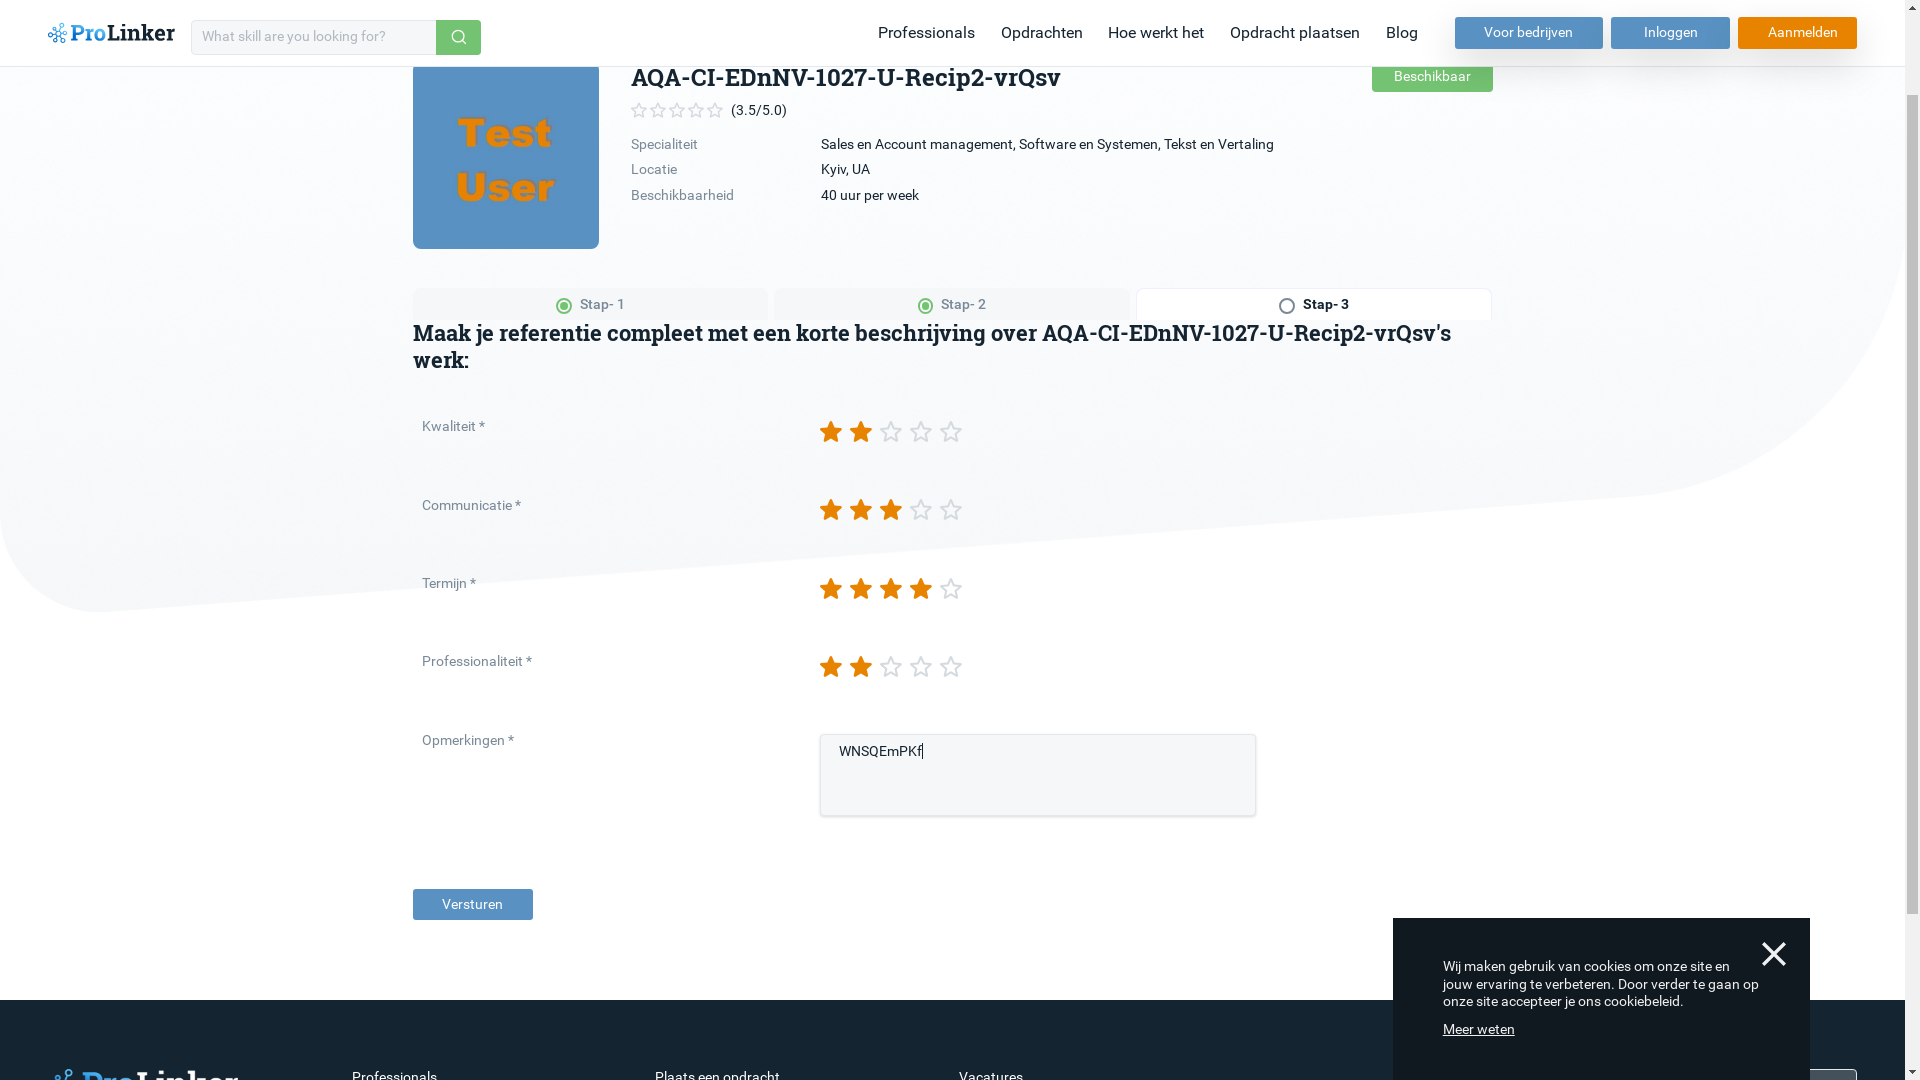 ProLinker
What skill are you looking for?
Professionals
Opdrachten
Hoe werkt het
Opdracht plaatsen
Blog
Voor bedrijven
Inloggen
Aanmelden
Test
User
AQA-CI-EDnNV-1027-U-Recip2-vrQsv
Beschikbaar
(3.5/5.0)
Specialiteit
Sales en Account management, Software en Systemen, Tekst en Vertaling
Locatie
Kyiv, UA
Beschikbaarheid
40 uur per week
Stap- 1
Stap- 2
Stap- 3
Maak je referentie compleet met een korte beschrijving over AQA-CI-EDnNV-1027-U-Recip2-vrQsv's
werk:
Kwaliteit *
Communicatie *
Termijn *
Professionaliteit *
Opmerkingen *
WNSQEmPKf
Versturen
Wij maken gebruik van cookies om onze site en
jouw ervaring te verbeteren. Door verder te gaan op
onze site accepteer je ons cookiebeleid.
Meer weten
ProLinker
Professionals
Plaats een opdracht
Vacatures